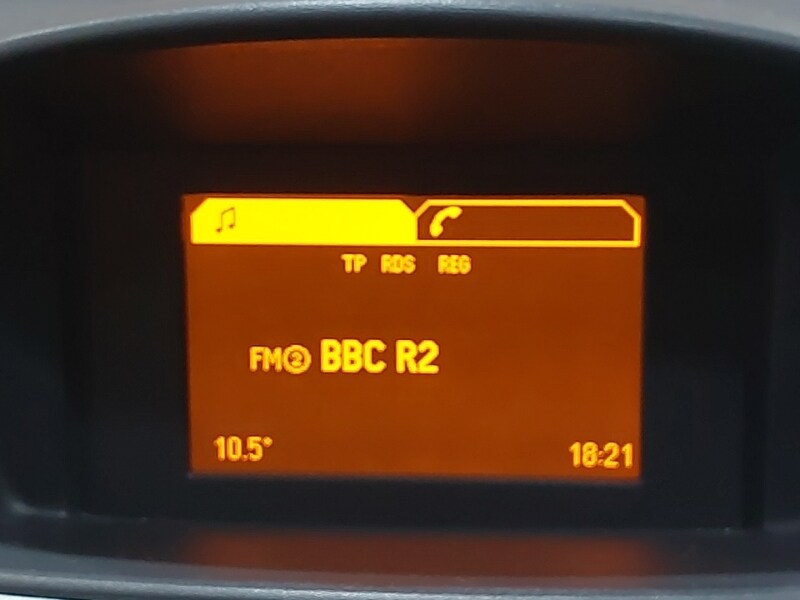 TP RDS REG
FM② BBC R2
10.5° 18:21